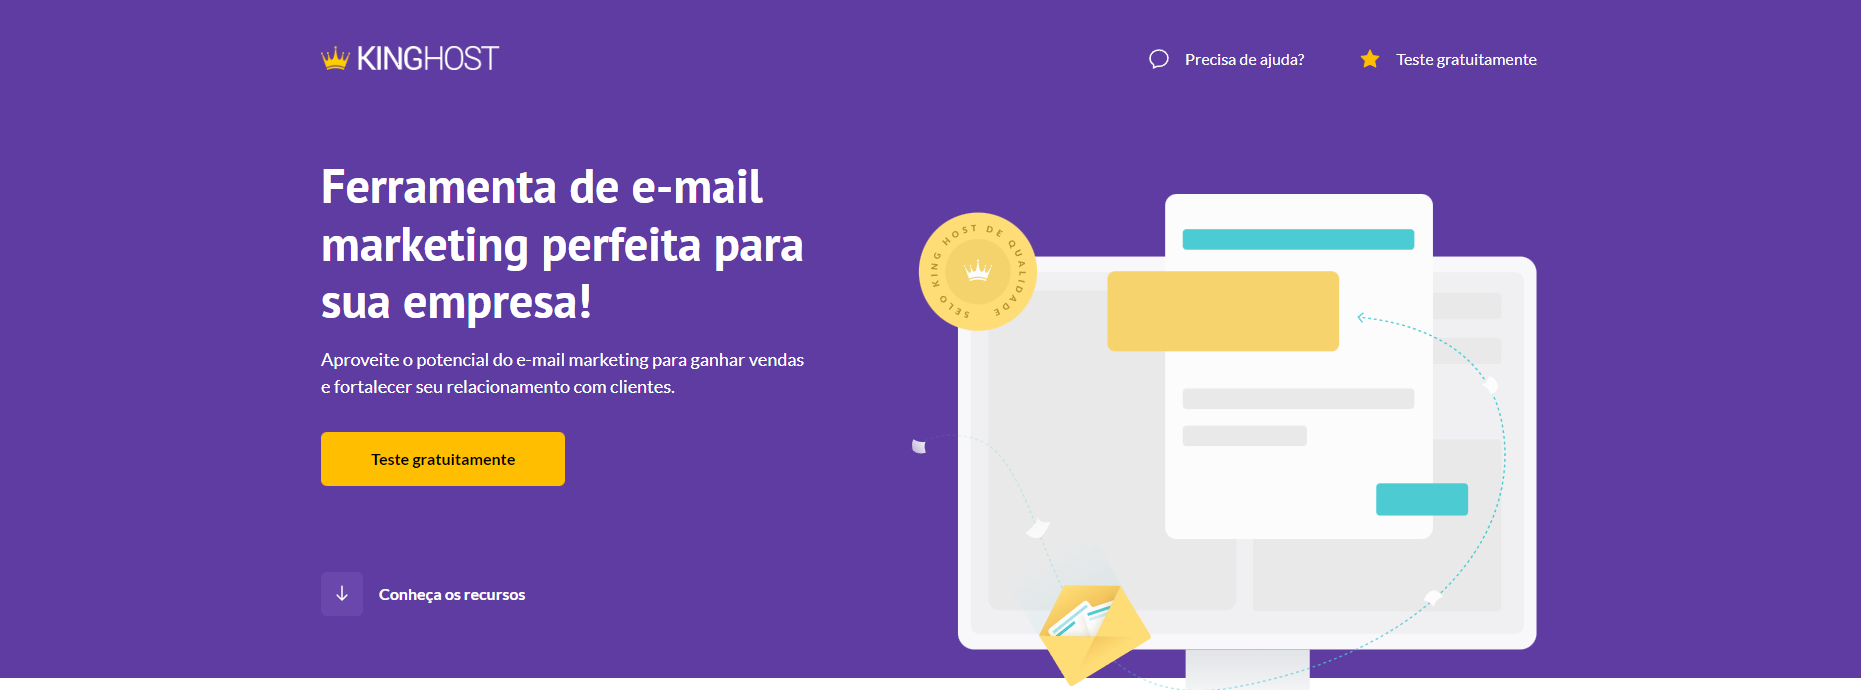 KINGHOST
Precisa de ajuda?
Teste gratuitamente
Ferramenta de e-mail
marketing perfeita para
sua empresa!
Aproveite o potencial do e-mail marketing para ganhar vendas
e fortalecer seu relacionamento com clientes.
Teste gratuitamente
Conheça os recursos
SELO KING HOST DE QUALIDADE